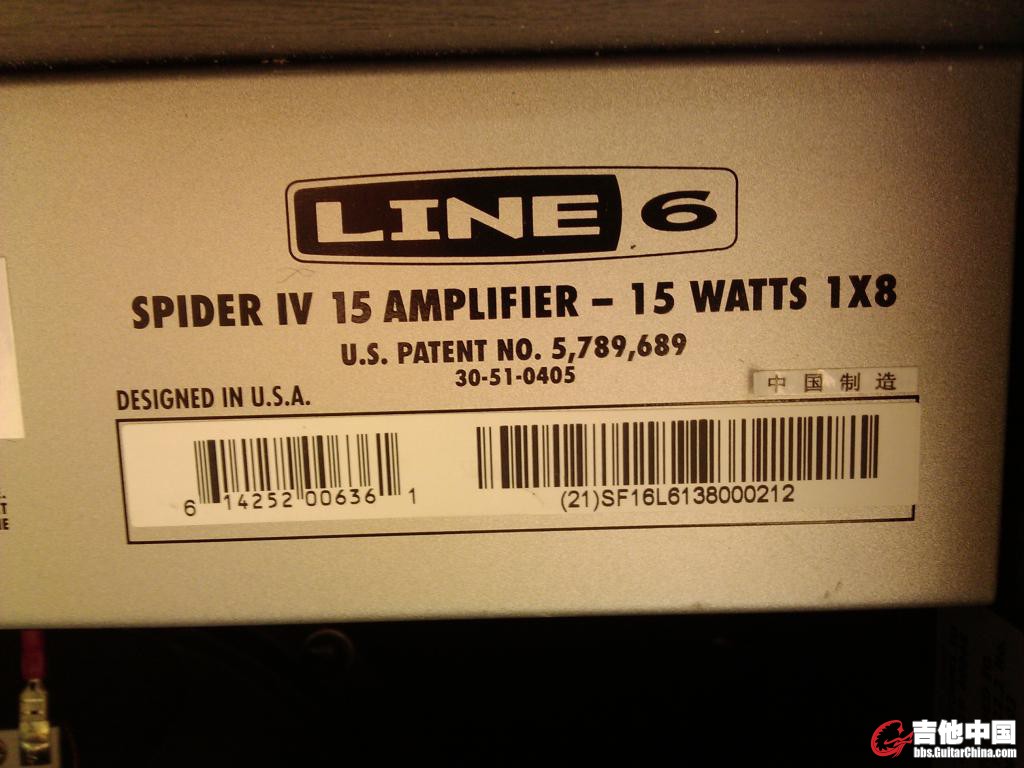 LINE 6
SPIDER IV 15 AMPLIFIER – 15 WATTS 1X8
U.S. PATENT NO. 5,789,689
30-51-0405
中国制造
DESIGNED IN U.S.A.
6 14252 00636 1
(21)SF16L6138000212
吉他中国
bbs.GuitarChina.com